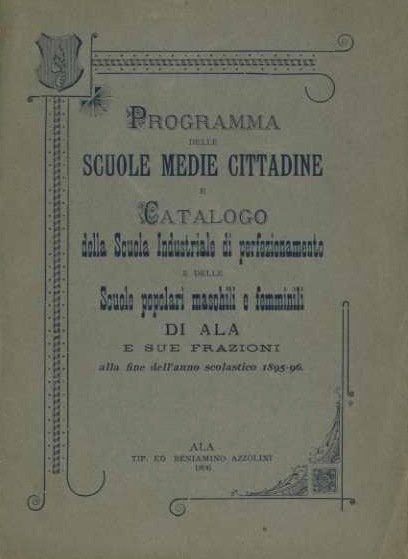 PROGRAMMA
DELLE
SCUOLE MEDIE CITTADINE
E
CATALOGO
della Scuola Industriale di perfezionamento
E DELLE
Scuole popolari maschili e femminili
DI ALA
E SUE FRAZIONI
alla fine dell'anno scolastico 1895-96.
ALA
TIP. ED BENIAMINO AZZOLINI
1896